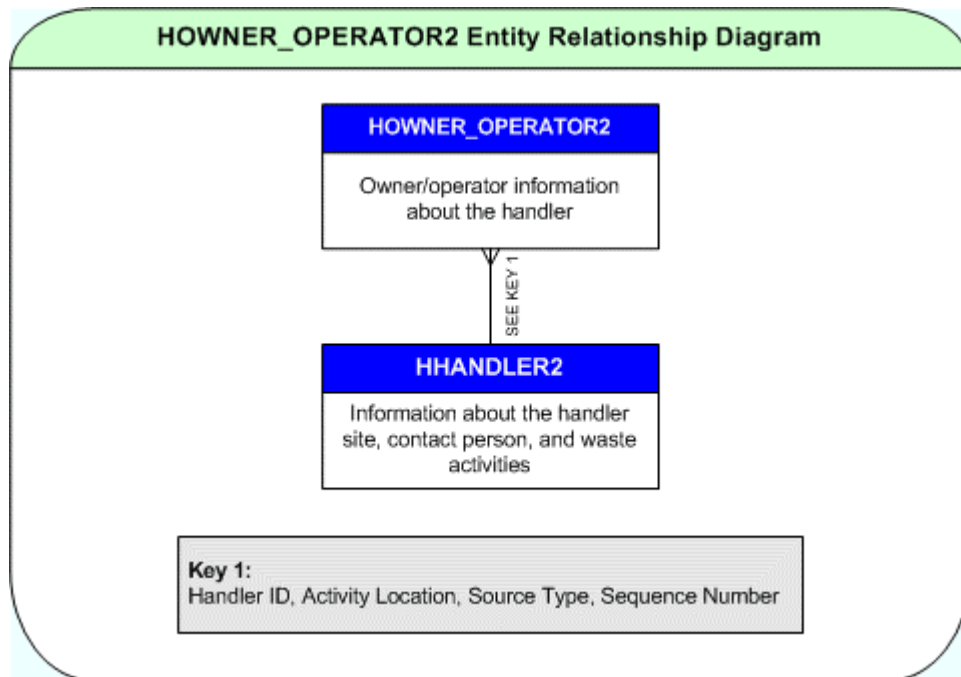 HOWNER_OPERATOR2 Entity Relationship Diagram
HOWNER_OPERATOR2
Owner/operator information
about the handler
SEE KEY 1
HHANDLER2
Information about the handler
site, contact person, and waste
activities
Key 1:
Handler ID, Activity Location, Source Type, Sequence Number